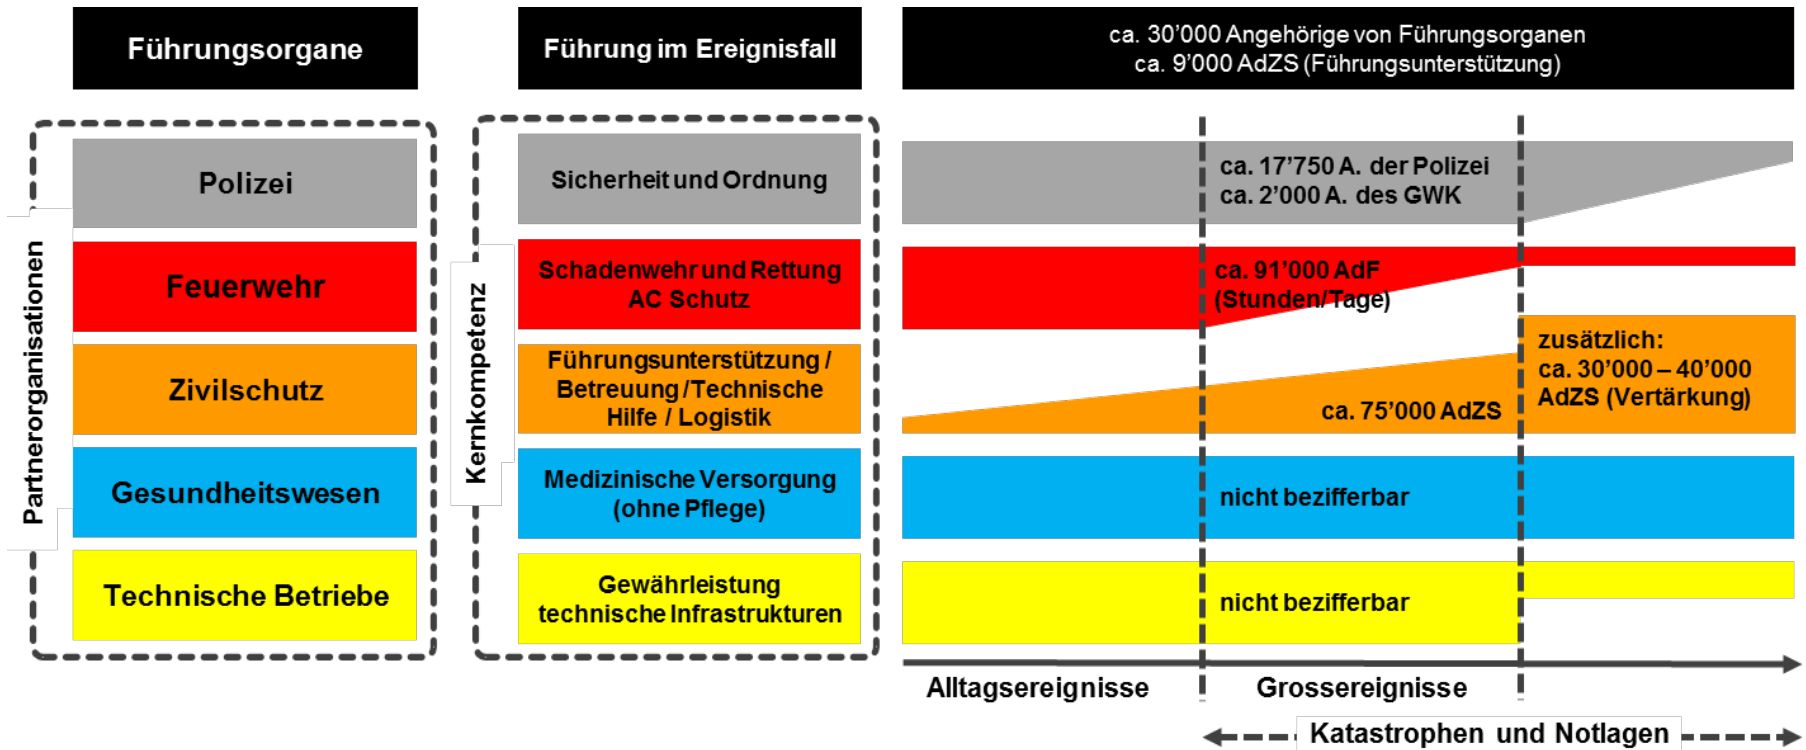 Führungsorgane
Führung im Ereignisfall
ca. 30’000 Angehörige von Führungsorganen
ca. 9’000 AdZS (Führungsunterstützung)
Partnerorganisationen
Polizei
Feuerwehr
Zivilschutz
Gesundheitswesen
Technische Betriebe
Kernkompetenz
Sicherheit und Ordnung
Schadenwehr und Rettung
AC Schutz
Führungsunterstützung /
Betreuung / Technische
Hilfe / Logistik
Medizinische Versorgung
(ohne Pflege)
Gewährleistung
technische Infrastrukturen
ca. 17’750 A. der Polizei
ca. 2’000 A. des GWK
ca. 91’000 AdF
(Stunden/Tage)
ca. 75’000 AdZS
zusätzlich:
ca. 30’000 – 40’000
AdZS (Vertärkung)
nicht bezifferbar
nicht bezifferbar
Alltagsereignisse
Grossereignisse
Katastrophen und Notlagen